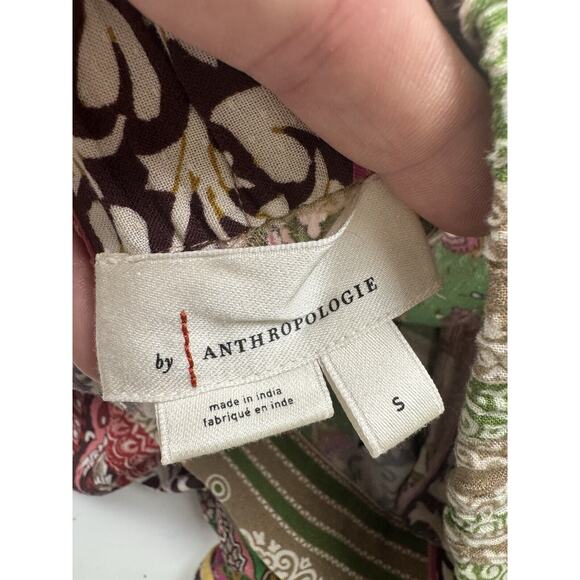 by ANTHROPOLOGIE
made in india
fabriqué en inde
S